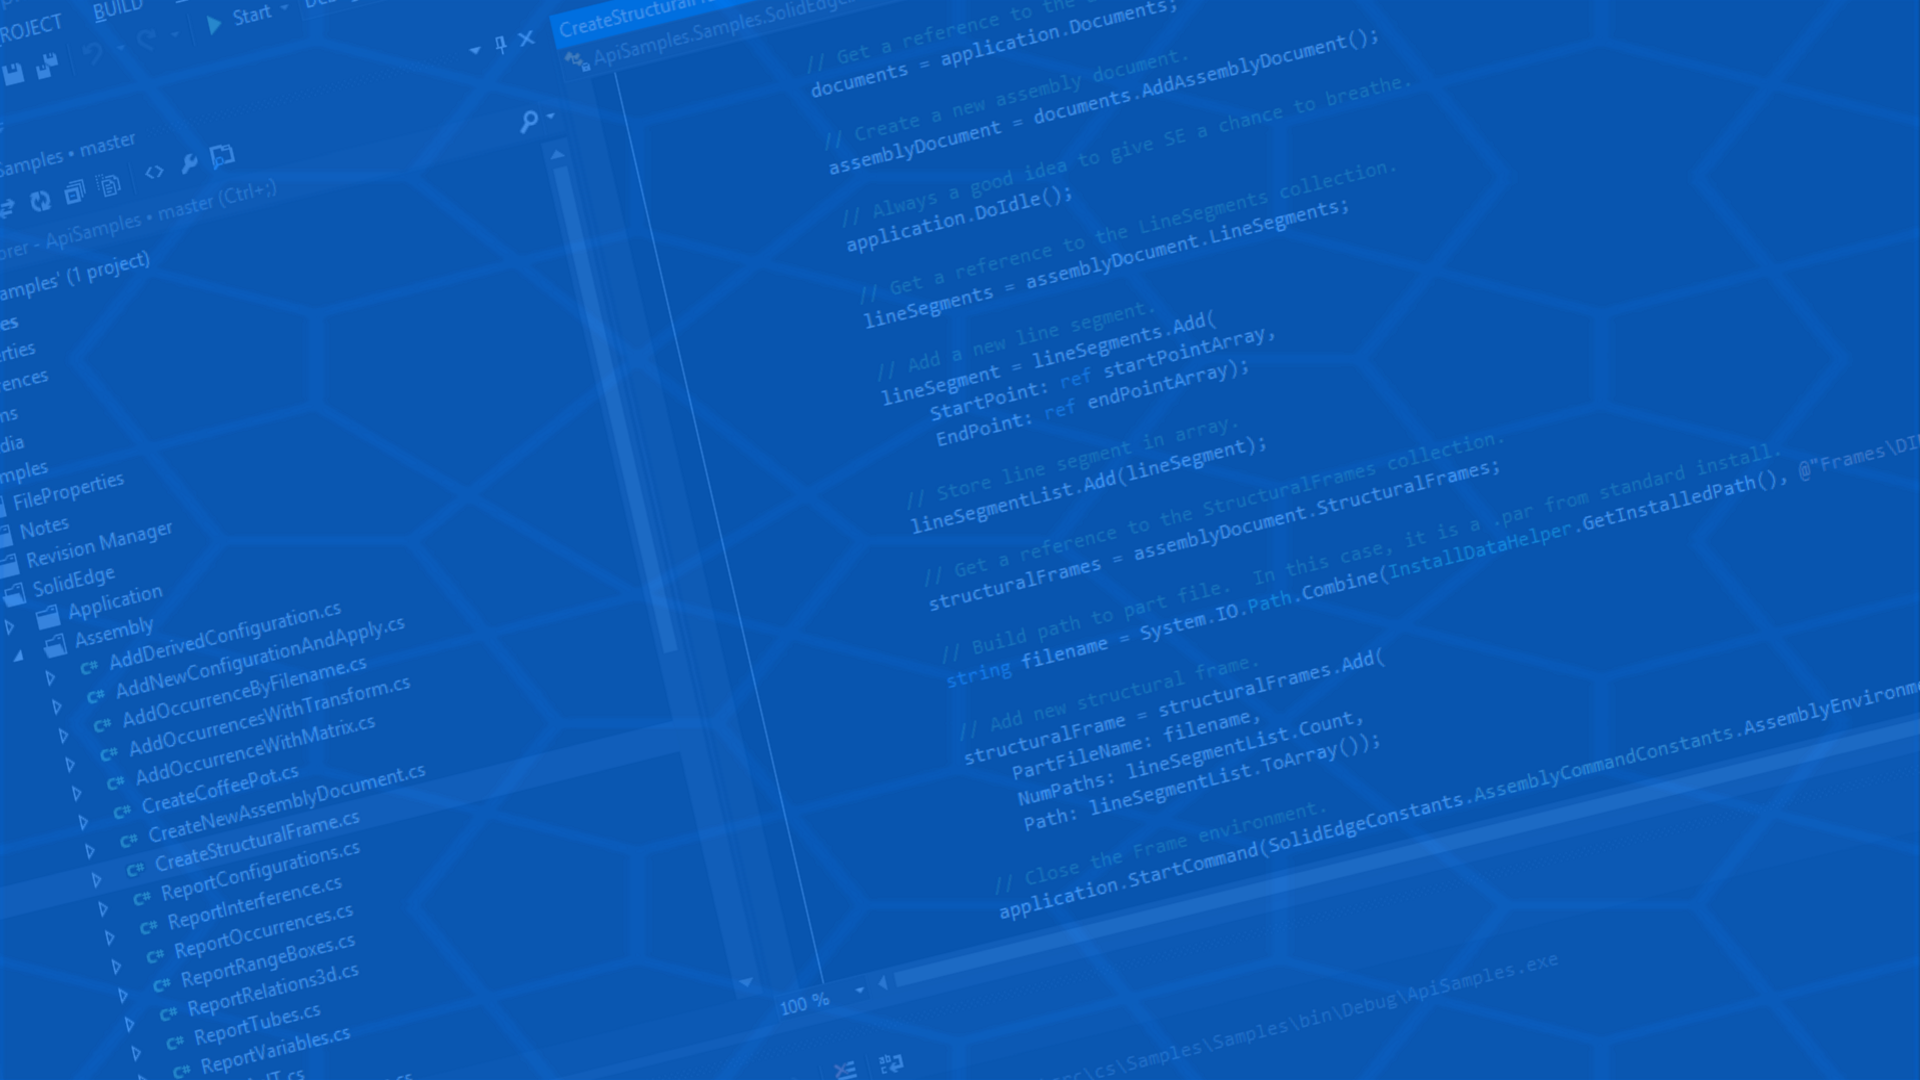 ROJECT
BUILD
Start
amples • master
orer - ApiSamples • master (Ctrl+;)
amples' (1 project)
es
erties
ences
ns
dia
mples
FileProperties
Notes
Revision Manager
SolidEdge
Application
Assembly
C# AddDerivedConfiguration.cs
C# AddNewConfigurationAndApply.cs
C# AddOccurrenceByFilename.cs
C# AddOccurrencesWithTransform.cs
C# AddOccurrenceWithMatrix.cs
C# CreateCoffeePot.cs
C# CreateNewAssemblyDocument.cs
C# CreateStructuralFrame.cs
C# ReportConfigurations.cs
C# ReportInterference.cs
C# ReportOccurrences.cs
C# ReportRangeBoxes.cs
C# ReportRelations3d.cs
C# ReportTubes.cs
C# ReportVariables.cs
CreateStructuralFr
ApiSamples.Samples.SolidEdge
// Get a reference to the
documents = application.Documents;
// Create a new assembly document.
assemblyDocument = documents.AddAssemblyDocument();
// Always a good idea to give SE a chance to breathe.
application.DoIdle();
// Get a reference to the LineSegments collection.
lineSegments = assemblyDocument.LineSegments;
// Add a new line segment.
lineSegment = lineSegments.Add(
StartPoint: ref startPointArray,
EndPoint: ref endPointArray);
// Store line segment in array.
lineSegmentList.Add(lineSegment);
// Get a reference to the StructuralFrames collection.
structuralFrames = assemblyDocument.StructuralFrames;
// Build path to part file.  In this case, it is a .par from standard install.
string filename = System.IO.Path.Combine(InstallDataHelper.GetInstalledPath(), @"Frames\DI
// Add new structural frame.
structuralFrame = structuralFrames.Add(
PartFileName: filename,
NumPaths: lineSegmentList.Count,
Path: lineSegmentList.ToArray());
// Close the Frame environment.
application.StartCommand(SolidEdgeConstants.AssemblyCommandConstants.AssemblyEnvironme
100 %
rc\cs\Samples\Samples\bin\Debug\ApiSamples.exe